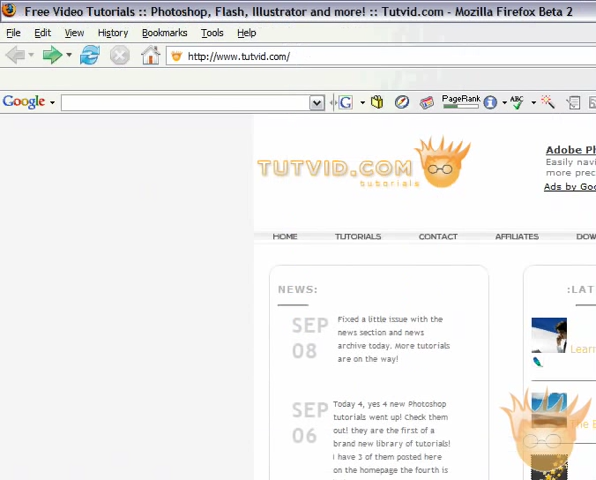 Free Video Tutorials :: Photoshop, Flash, Illustrator and more! :: Tutvid.com - Mozilla Firefox Beta 2
File Edit View History Bookmarks Tools Help
http://www.tutvid.com/
Google G PageRank ABC
TUTVID.COM
tutorials
Adobe Ph
Easily navi
more prec
Ads by Goo
HOME TUTORIALS CONTACT AFFILIATES DOW
NEWS:
SEP
08
Fixed a little issue with the
news section and news
archive today. More tutorials
are on the way!
SEP
06
Today 4, yes 4 new Photoshop
tutorials went up! Check them
out! they are the first of a
brand new library of tutorials!
I have 3 of them posted here
on the homepage the fourth is
:LAT
Learn